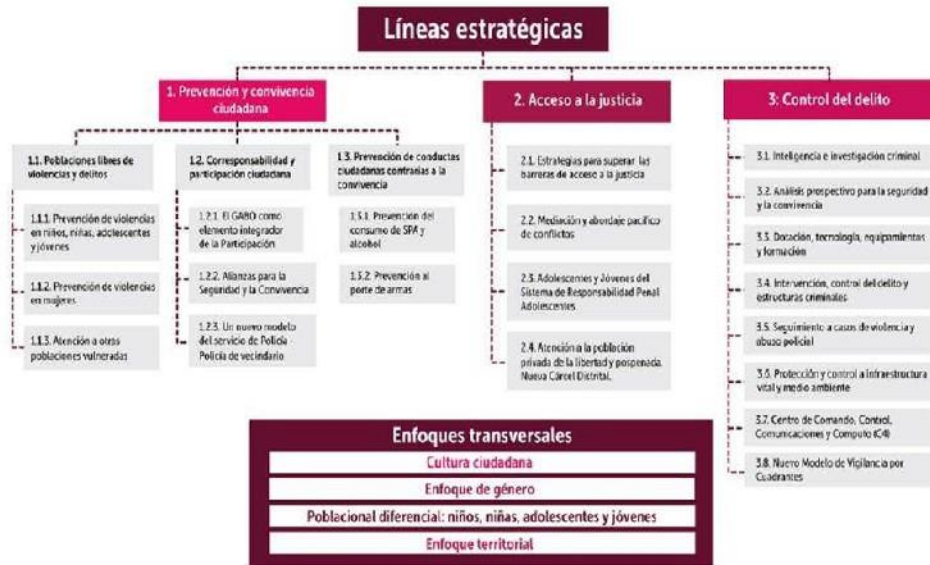 Líneas estratégicas
1. Prevención y convivencia
ciudadana
1.1. Poblaciones libres de
violencias y delitos
1.1.1. Prevención de violencias
en niños, niñas, adolescentes
y jóvenes
1.1.2. Prevención de violencias
en mujeres
1.1.3. Atención a otros
poblaciones vulneradas
1.2. Corresponsabilidad y
participación ciudadana
1.2.1. El GABO como
elemento integrador
de la Participación
1.2.2. Alianzas para la
Seguridad y la Convivencia
1.2.3. Un nuevo modelo
del servicio de Policía -
Policía de vecindario
1.3. Prevención de conductas
ciudadanas contrarias a la
convivencia
1.3.1. Prevención del
consumo de SPA y
alcohol
1.3.2. Prevención al
porte de armas
2. Acceso a la justicia
2.1. Estrategias para superar las
barreras de acceso a la justicia
2.2. Mediación y abordaje pacífico
de conflictos
2.3. Adolescentes y Jóvenes del
Sistema de Responsabilidad Penal
Adolescentes
2.4. Atención a la población
privada de la libertad y pospenada
Nueva Cárcel Distrital.
3: Control del delito
3.1. Inteligencia e investigación
criminal
3.2. Análisis prospectivo para la seguridad
y la convivencia
3.3. Dotación, tecnología, equipamientos
y formación
3.4. Intervención, control del delito y
estructuras criminales
3.5. Seguimiento a casos de violencia y
abuso policial
3.6. Protección y control a infraestructura
vital y medio ambiente
3.7. Centro de Comando, Control,
Comunicaciones y Computo (C4)
3.8. Nuevo Modelo de Vigilancia por
Cuadrantes
Enfoques transversales
Cultura ciudadana
Enfoque de género
Poblacional diferencial: niños, niñas, adolescentes y jóvenes
Enfoque territorial